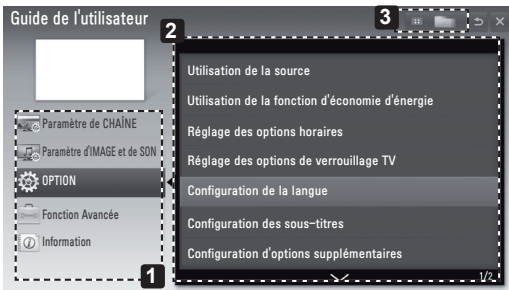 Guide de l'utilisateur
2
3
Paramètre de CHAÎNE
Paramètre d'IMAGE et de SON
OPTION
Fonction Avancée
Information
1
Utilisation de la source
Utilisation de la fonction d'économie d'énergie
Réglage des options horaires
Réglage des options de verrouillage TV
Configuration de la langue
Configuration des sous-titres
Configuration d'options supplémentaires
1/2